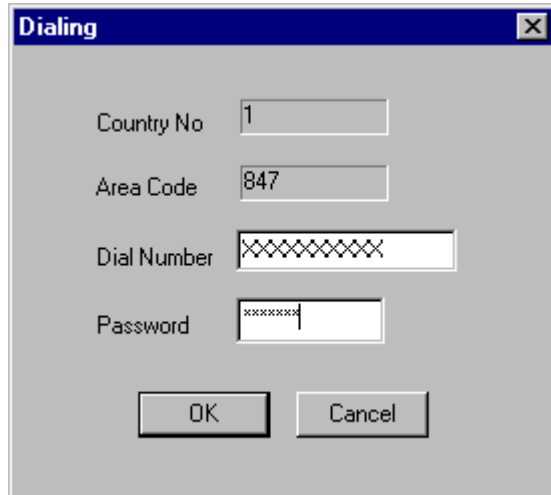 Dialing
Country No 1
Area Code 847
Dial Number XXXXXXXXXX
Password *******
OK Cancel